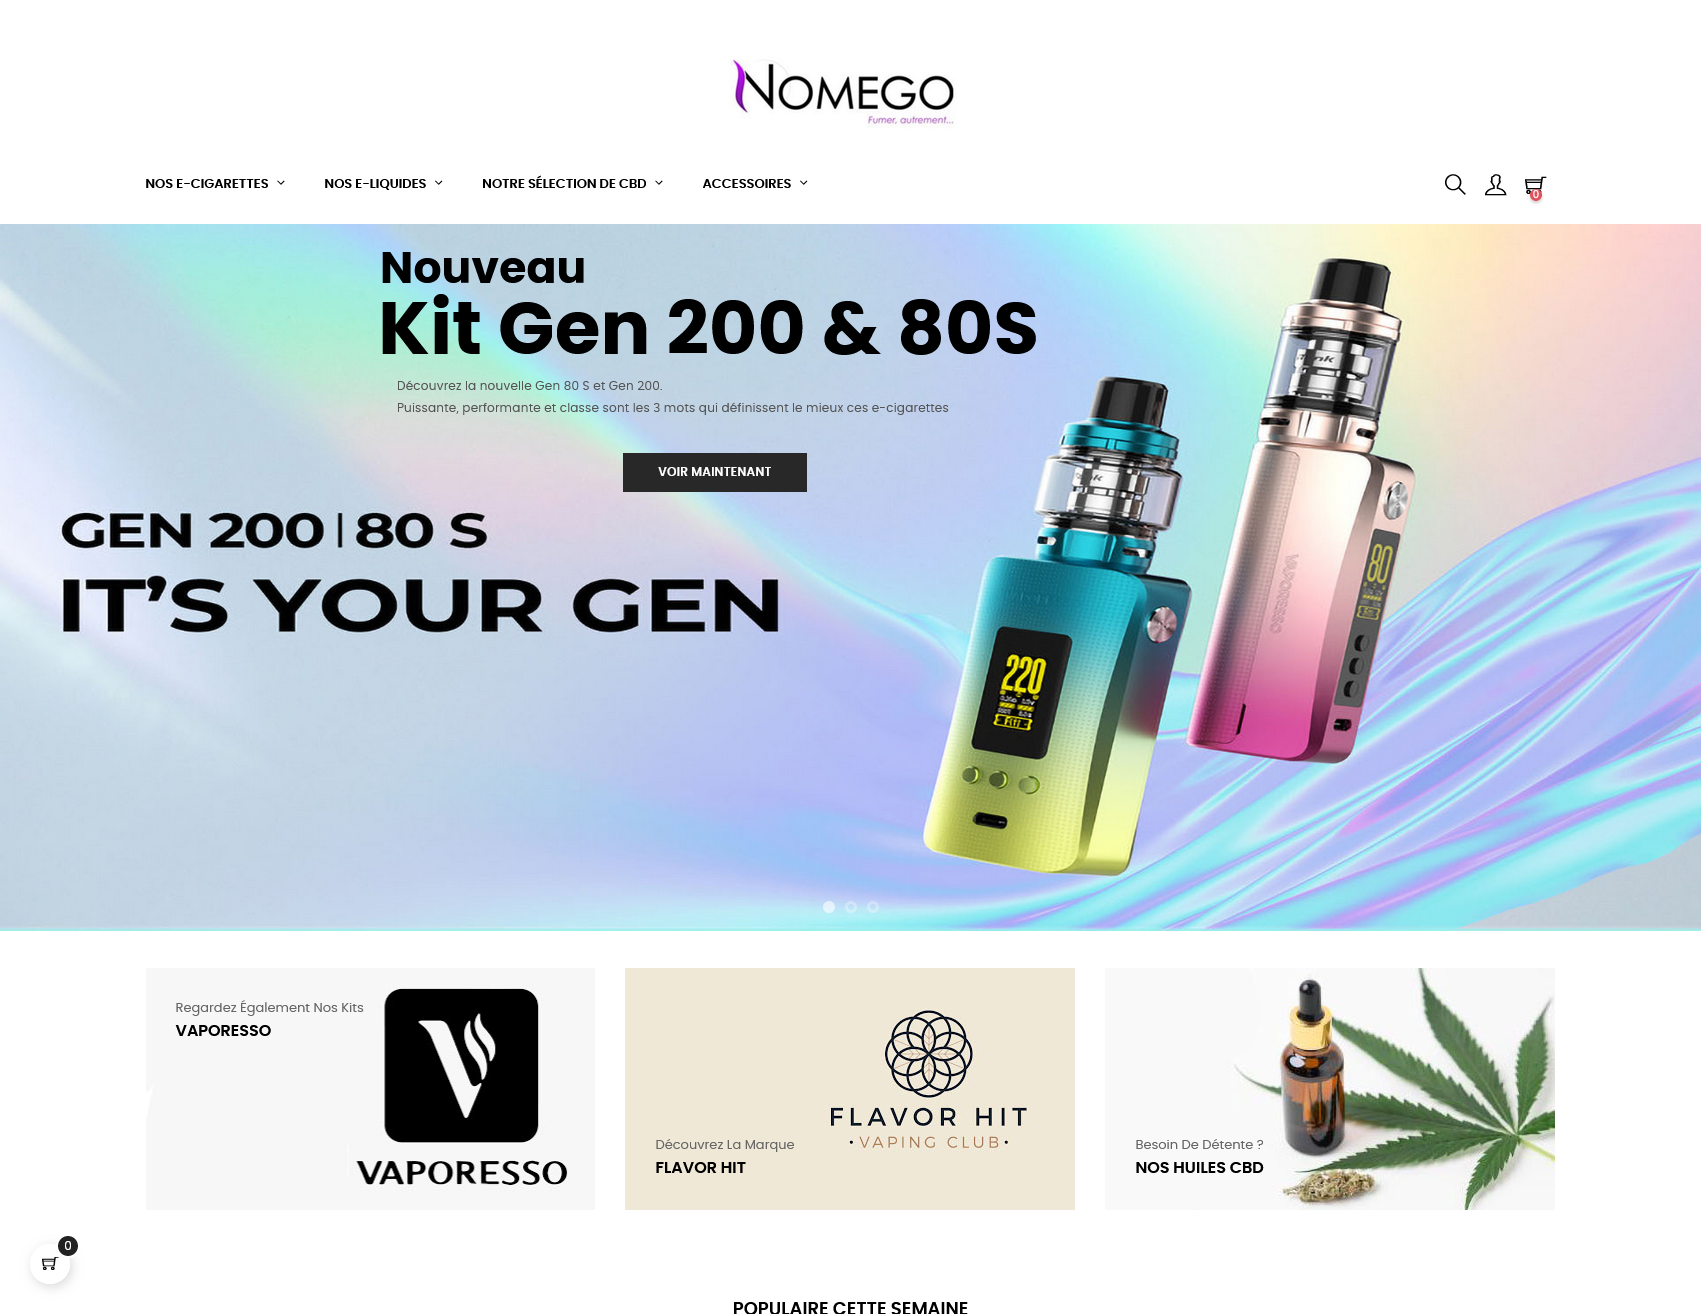 NOMEGO
Fumer, autrement...
NOS E-CIGARETTES
NOS E-LIQUIDES
NOTRE SÉLECTION DE CBD
ACCESSOIRES
0
Nouveau
Kit Gen 200 & 80S
Découvrez la nouvelle Gen 80 S et Gen 200.
Puissante, performante et classe sont les 3 mots qui définissent le mieux ces e-cigarettes
VOIR MAINTENANT
GEN 200 | 80 S
IT'S YOUR GEN
80
VAPORESSO
220
Regardez Également Nos Kits
VAPORESSO
VAPORESSO
FLAVOR HIT
• VAPING CLUB •
Découvrez La Marque
FLAVOR HIT
Besoin De Détente ?
NOS HUILES CBD
0
POPULAIRE CETTE SEMAINE